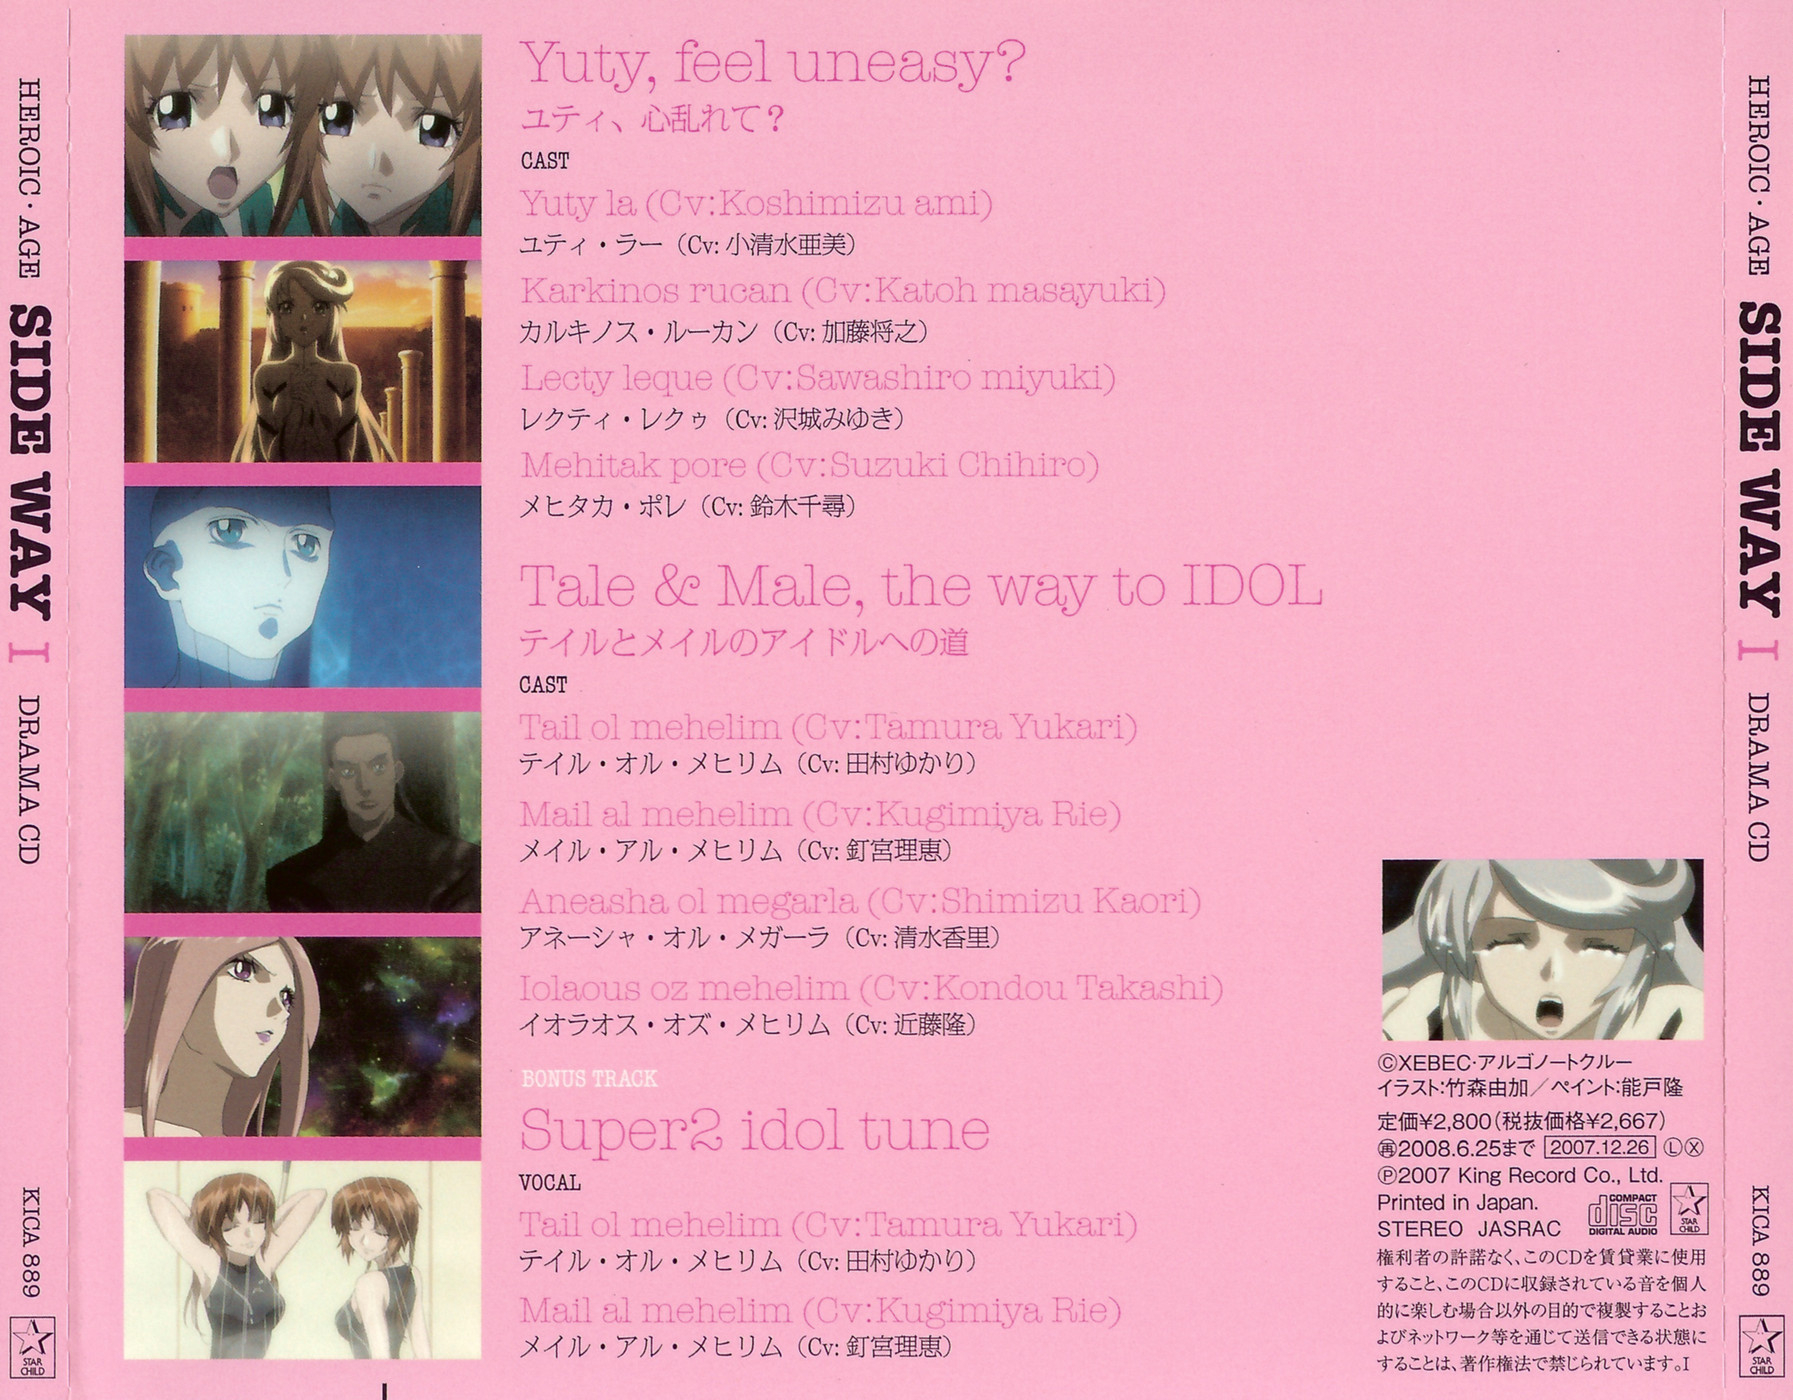 HEROIC・AGE SIDE WAY I DRAMA CD KICA 889
STAR
CHILD
Yuty, feel uneasy?
ユティ、心乱れて？
CAST
Yuty la (Cv:Koshimizu ami)
ユティ・ラー（Cv: 小清水亜美）
Karkinos rucan (Cv:Katoh masayuki)
カルキノス・ルーカン（Cv: 加藤将之）
Lecty leque (Cv:Sawashiro miyuki)
レクティ・レクゥ（Cv: 沢城みゆき）
Mehitak pore (Cv:Suzuki Chihiro)
メヒタカ・ポレ（Cv: 鈴木千尋）
Tale & Male, the way to IDOL
テイルとメイルのアイドルへの道
CAST
Tail ol mehelim (Cv:Tamura Yukari)
テイル・オル・メヒリム（Cv: 田村ゆかり）
Mail al mehelim (Cv:Kugimiya Rie)
メイル・アル・メヒリム（Cv: 釘宮理恵）
Aneasha ol megarla (Cv:Shimizu Kaori)
アネーシャ・オル・メガーラ（Cv: 清水香里）
Iolaous oz mehelim (Cv:Kondou Takashi)
イオラオス・オズ・メヒリム（Cv: 近藤隆）
BONUS TRACK
Super2 idol tune
VOCAL
Tail ol mehelim (Cv:Tamura Yukari)
テイル・オル・メヒリム（Cv: 田村ゆかり）
Mail al mehelim (Cv:Kugimiya Rie)
メイル・アル・メヒリム（Cv: 釘宮理恵）
ⒸXEBEC・アルゴノートクルー
イラスト:竹森由加／ペイント:能戸隆
定価¥2,800(税抜価格¥2,667)
再2008.6.25まで 2007.12.26 ⓁⓍ
Ⓟ2007 King Record Co., Ltd.
Printed in Japan.
STEREO JASRAC
COMPACT
disc
DIGITAL AUDIO
STAR
CHILD
権利者の許諾なく、このCDを賃貸業に使用
すること、このCDに収録されている音を個人
的に楽しむ場合以外の目的で複製することお
よびネットワーク等を通じて送信できる状態に
することは、著作権法で禁じられています。I
HEROIC・AGE SIDE WAY I DRAMA CD KICA 889
STAR
CHILD